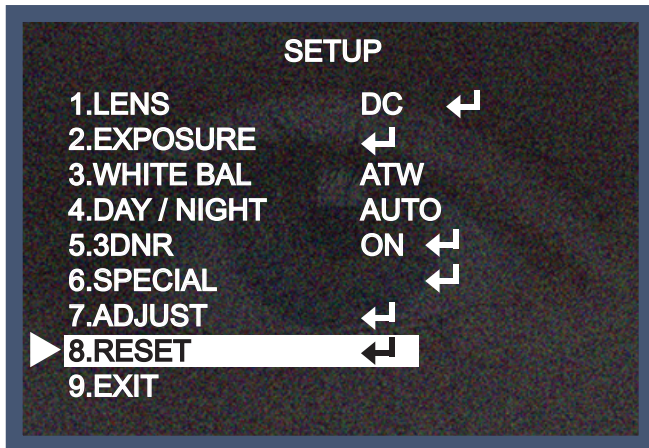 SETUP
1.LENS DC ↵
2.EXPOSURE ↵
3.WHITE BAL ATW
4.DAY / NIGHT AUTO
5.3DNR ON ↵
6.SPECIAL ↵
7.ADJUST ↵
8.RESET ↵
9.EXIT